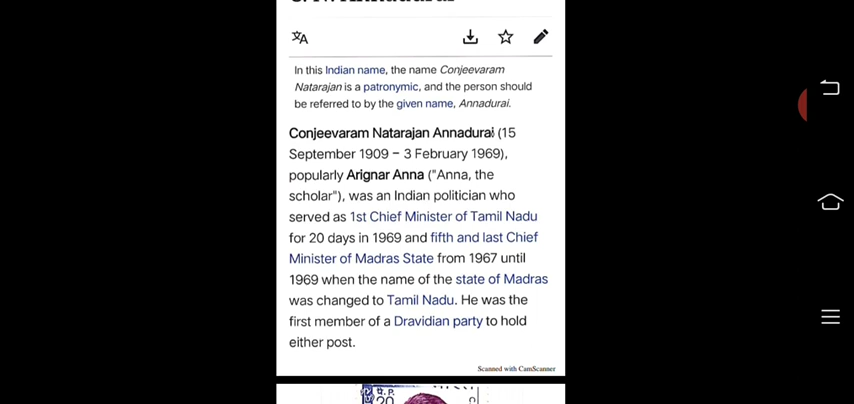 In this Indian name, the name Conjeevaram
Natarajan is a patronymic, and the person should
be referred to by the given name, Annadurai.
Conjeevaram Natarajan Annadurai (15
September 1909 – 3 February 1969),
popularly Arignar Anna ("Anna, the
scholar"), was an Indian politician who
served as 1st Chief Minister of Tamil Nadu
for 20 days in 1969 and fifth and last Chief
Minister of Madras State from 1967 until
1969 when the name of the state of Madras
was changed to Tamil Nadu. He was the
first member of a Dravidian party to hold
either post.
Scanned with CamScanner
20